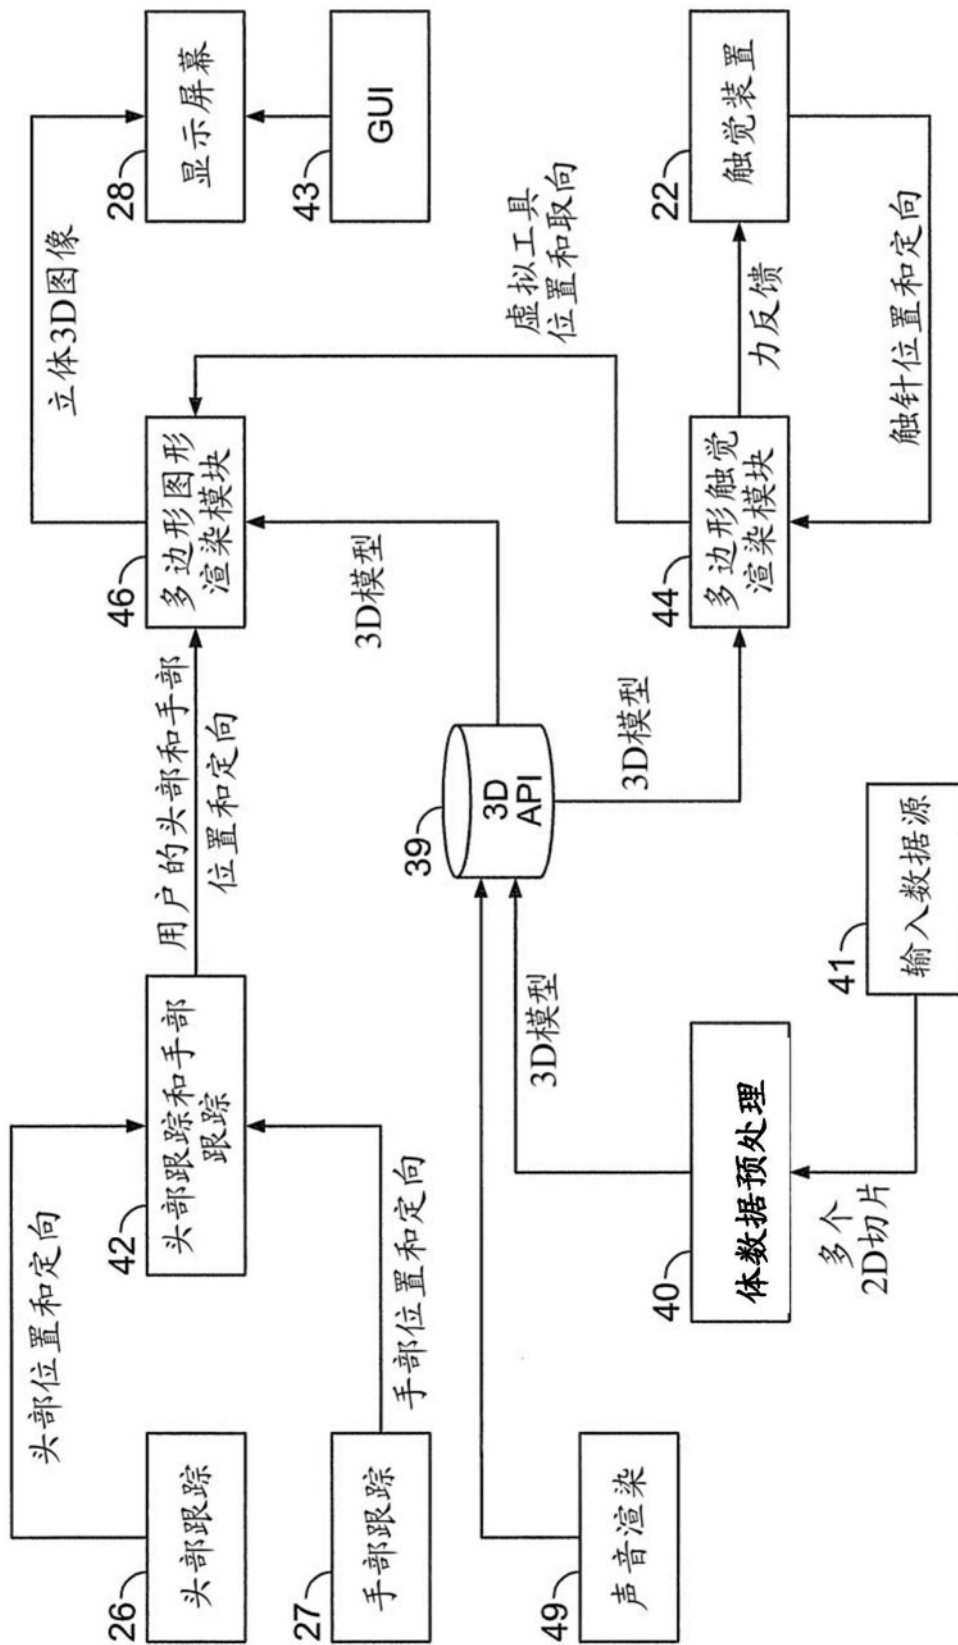 头部位置和定向
26
头部跟踪
27
手部跟踪
手部位置和定向
42
头部跟踪和手部
跟踪
用户的头部和手部
位置和定向
46
多边形图形
渲染模块
立体3D图像
28
显示屏幕
43
GUI
49
声音渲染
39
3D
API
3D模型
3D模型
3D模型
40
体数据预处理
多个
2D切片
41
输入数据源
44
多边形触觉
渲染模块
虚拟工具
位置和取向
力反馈
22
触觉装置
触针位置和定向